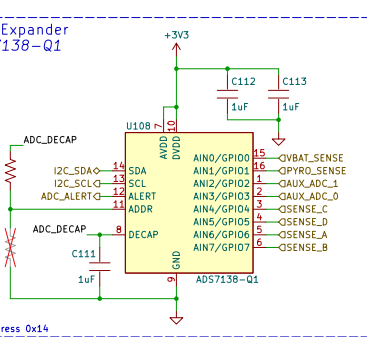 Expander
7138-Q1
+3V3
C112
1uF
C113
1uF
U108
7
AVDD
10
DVDD
ADC_DECAP
I2C_SDA
14
SDA
I2C_SCL
13
SCL
ADC_ALERT
12
ALERT
11
ADDR
ADC_DECAP
8
DECAP
C111
1uF
AIN0/GPIO0
15
VBAT_SENSE
AIN1/GPIO1
16
PYRO_SENSE
AIN2/GPIO2
1
AUX_ADC_1
AIN3/GPIO3
2
AUX_ADC_0
AIN4/GPIO4
3
SENSE_C
AIN5/GPIO5
4
SENSE_D
AIN6/GPIO6
5
SENSE_A
AIN7/GPIO7
6
SENSE_B
GND
9
ADS7138-Q1
ress 0x14